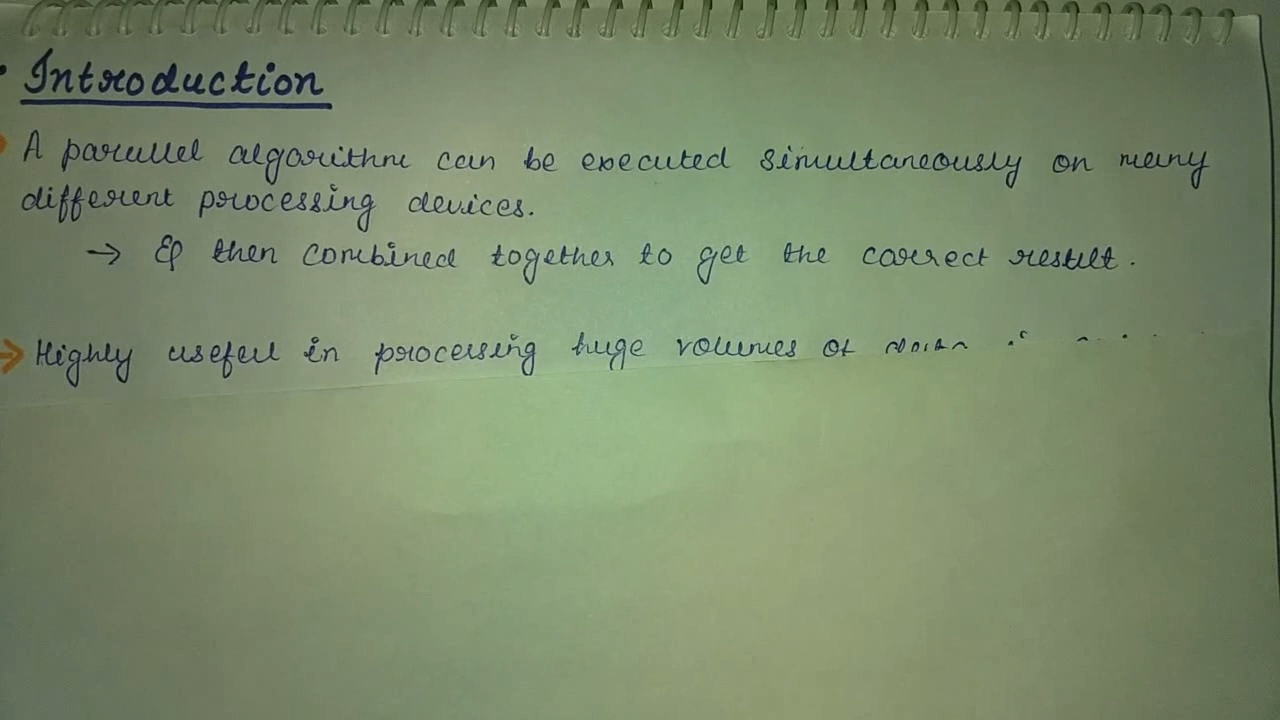 • Introduction
A parallel algorithm can be executed simultaneously on many
different processing devices.
→ & then combined together to get the correct result.
→ Highly useful in processing huge volumes of